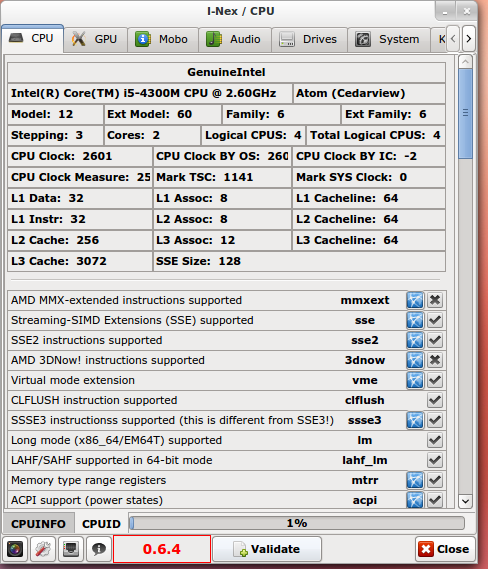 I-Nex / CPU
CPU GPU Mobo Audio Drives System K
GenuineIntel
Intel(R) Core(TM) i5-4300M CPU @ 2.60GHz Atom (Cedarview)
Model: 12 Ext Model: 60 Family: 6 Ext Family: 6
Stepping: 3 Cores: 2 Logical CPUS: 4 Total Logical CPUS: 4
CPU Clock: 2601 CPU Clock BY OS: 260 CPU Clock BY IC: -2
CPU Clock Measure: 25 Mark TSC: 1141 Mark SYS Clock: 0
L1 Data: 32 L1 Assoc: 8 L1 Cacheline: 64
L1 Instr: 32 L2 Assoc: 8 L2 Cacheline: 64
L2 Cache: 256 L3 Assoc: 12 L3 Cacheline: 64
L3 Cache: 3072 SSE Size: 128
AMD MMX-extended instructions supported mmxext
Streaming-SIMD Extensions (SSE) supported sse
SSE2 instructions supported sse2
AMD 3DNow! instructions supported 3dnow
Virtual mode extension vme
CLFLUSH instruction supported clflush
SSSE3 instructionss supported (this is different from SSE3!) ssse3
Long mode (x86_64/EM64T) supported lm
LAHF/SAHF supported in 64-bit mode lahf_lm
Memory type range registers mtrr
ACPI support (power states) acpi
CPUINFO CPUID 1%
0.6.4 Validate Close